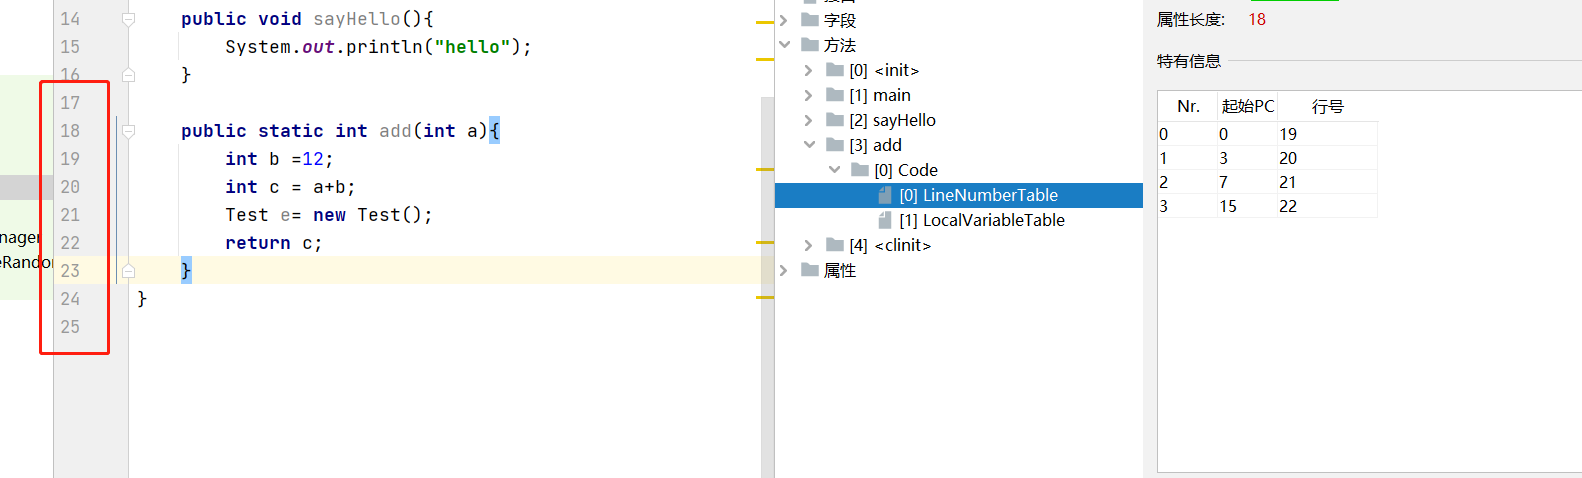 14 public void sayHello(){
15 System.out.println("hello");
16 }
17
18 public static int add(int a){
19 int b =12;
20 int c = a+b;
21 Test e= new Test();
22 return c;
23 }
24 }
25
nager
eRandor
字段
方法
[0] <init>
[1] main
[2] sayHello
[3] add
[0] Code
[0] LineNumberTable
[1] LocalVariableTable
[4] <clinit>
属性
属性长度: 18
特有信息
Nr. 起始PC 行号
0 0 19
1 3 20
2 7 21
3 15 22